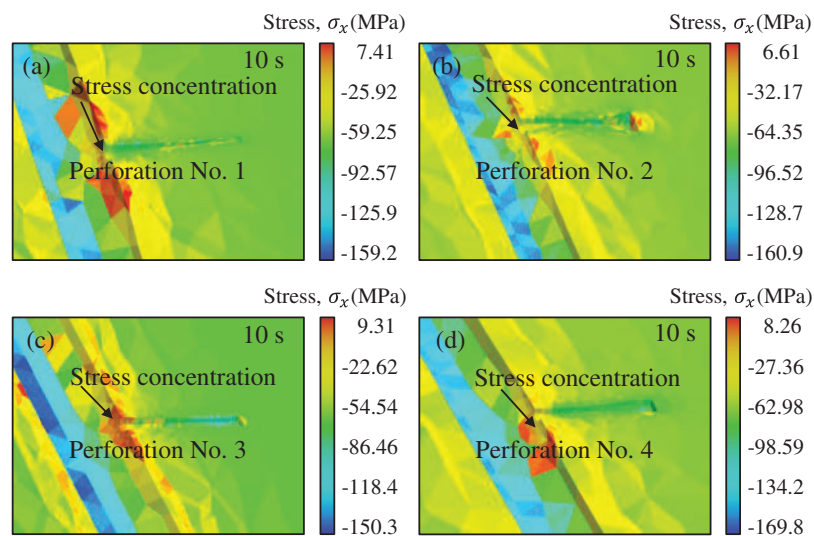 Stress, σx(MPa)
(a)
10 s
Stress concentration
Perforation No. 1
7.41
-25.92
-59.25
-92.57
-125.9
-159.2
Stress, σx(MPa)
(b)
10 s
Stress concentration
Perforation No. 2
6.61
-32.17
-64.35
-96.52
-128.7
-160.9
Stress, σx(MPa)
(c)
10 s
Stress concentration
Perforation No. 3
9.31
-22.62
-54.54
-86.46
-118.4
-150.3
Stress, σx(MPa)
(d)
10 s
Stress concentration
Perforation No. 4
8.26
-27.36
-62.98
-98.59
-134.2
-169.8